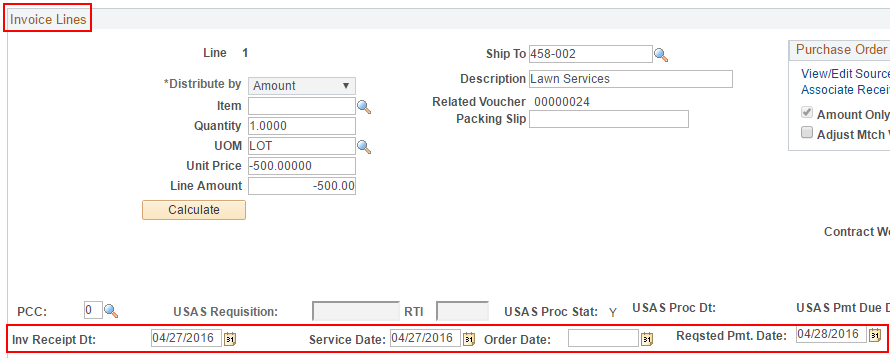 Invoice Lines
Line 1
Ship To 458-002
Purchase Order
*Distribute by Amount
Description Lawn Services
View/Edit Source
Item
Related Voucher 00000024
Associate Recei
Quantity 1.0000
Packing Slip
Amount Only
UOM LOT
Adjust Mtch V
Unit Price -500.00000
Line Amount -500.00
Calculate
Contract Wo
PCC: 0 USAS Requisition: RTI USAS Proc Stat: Y USAS Proc Dt: USAS Pmt Due D
Inv Receipt Dt: 04/27/2016 Service Date: 04/27/2016 Order Date: Reqsted Pmt. Date: 04/28/2016